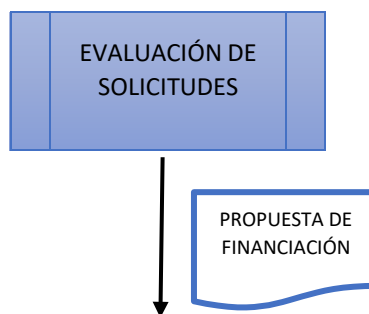 EVALUACIÓN DE
SOLICITUDES
PROPUESTA DE
FINANCIACIÓN